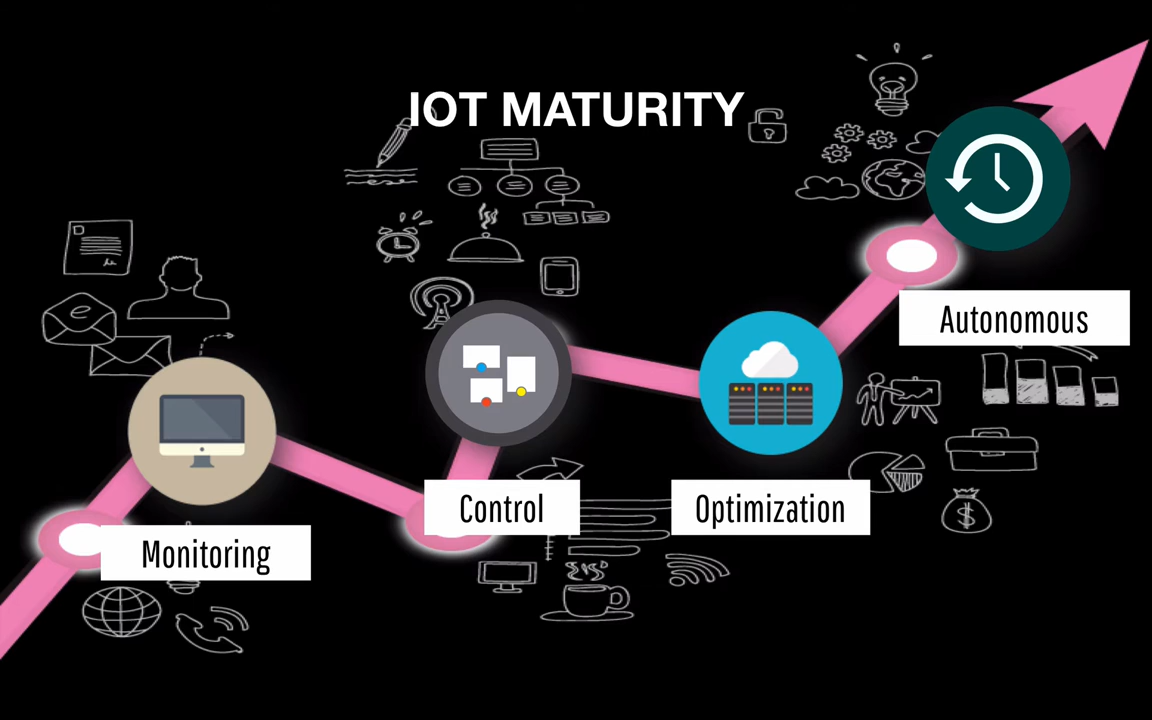 IOT MATURITY
Autonomous
Control
Optimization
Monitoring